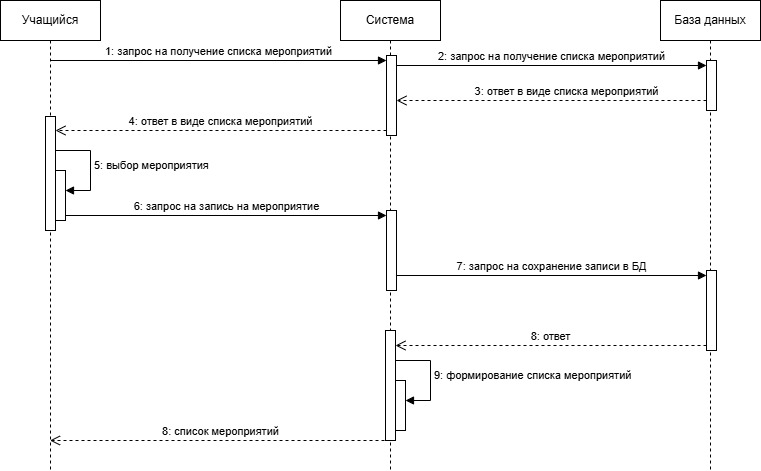 Учащийся
Система
База данных
1: запрос на получение списка мероприятий
2: запрос на получение списка мероприятий
3: ответ в виде списка мероприятий
4: ответ в виде списка мероприятий
5: выбор мероприятия
6: запрос на запись на мероприятие
7: запрос на сохранение записи в БД
8: ответ
9: формирование списка мероприятий
8: список мероприятий